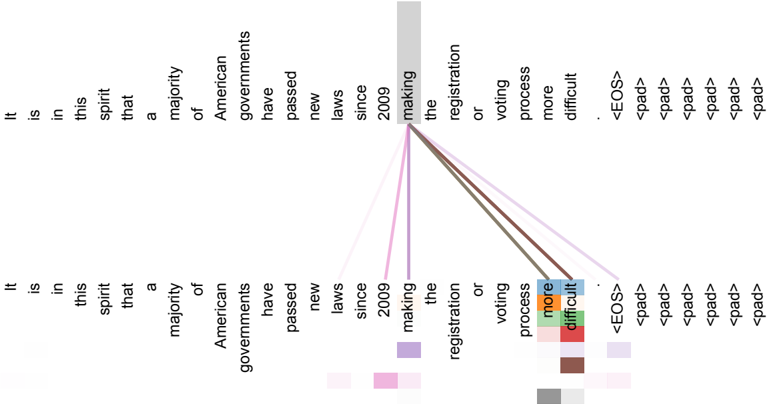 It is in this spirit that a majority of American governments have passed new laws since 2009 making the registration or voting process more difficult . <EOS> <pad> <pad> <pad> <pad> <pad> <pad>
It is in this spirit that a majority of American governments have passed new laws since 2009 making the registration or voting process more difficult . <EOS> <pad> <pad> <pad> <pad> <pad> <pad>